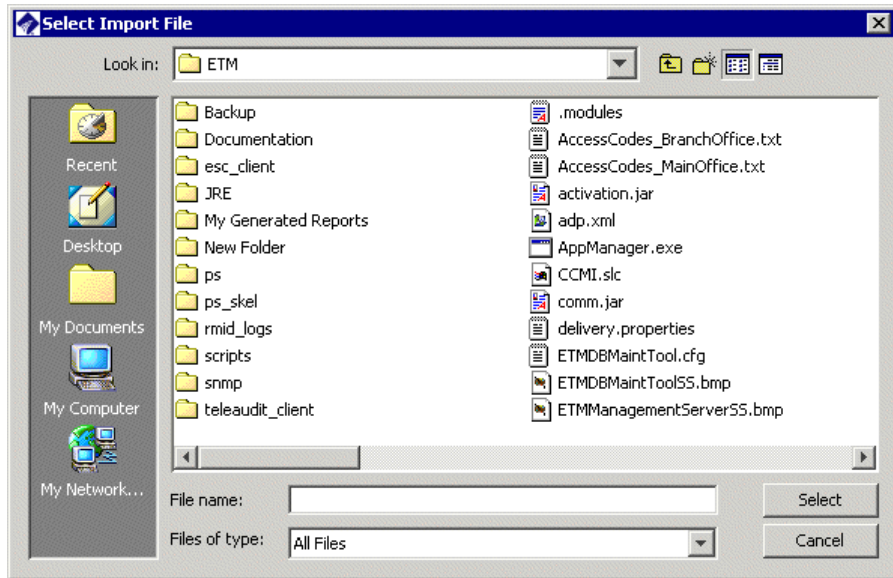 Select Import File
Look in: ETM
Recent
Desktop
My Documents
My Computer
My Network...
Backup
Documentation
esc_client
JRE
My Generated Reports
New Folder
ps
ps_skel
rmid_logs
scripts
snmp
teleaudit_client
.modules
AccessCodes_BranchOffice.txt
AccessCodes_MainOffice.txt
activation.jar
adp.xml
AppManager.exe
CCMI.slc
comm.jar
delivery.properties
ETMDBMaintTool.cfg
ETMDBMaintToolSS.bmp
ETMManagementServerSS.bmp
File name:
Select
Files of type: All Files
Cancel